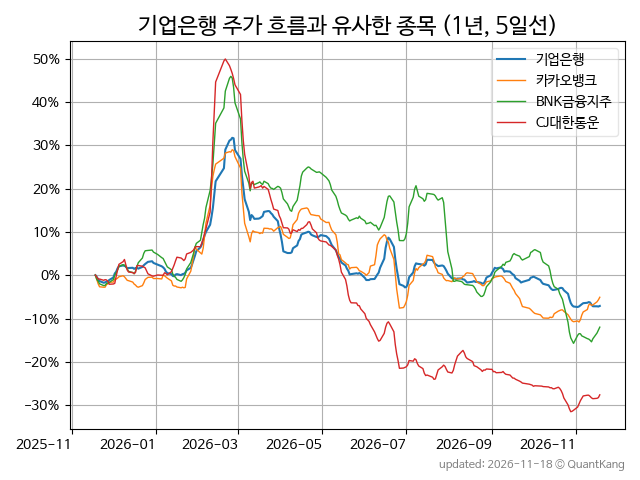 기업은행 주가 흐름과 유사한 종목 (1년, 5일선)
기업은행
카카오뱅크
BNK금융지주
CJ대한통운
50%
40%
30%
20%
10%
0%
−10%
−20%
−30%
2025-11 2026-01 2026-03 2026-05 2026-07 2026-09 2026-11
updated: 2026-11-18 © QuantKang